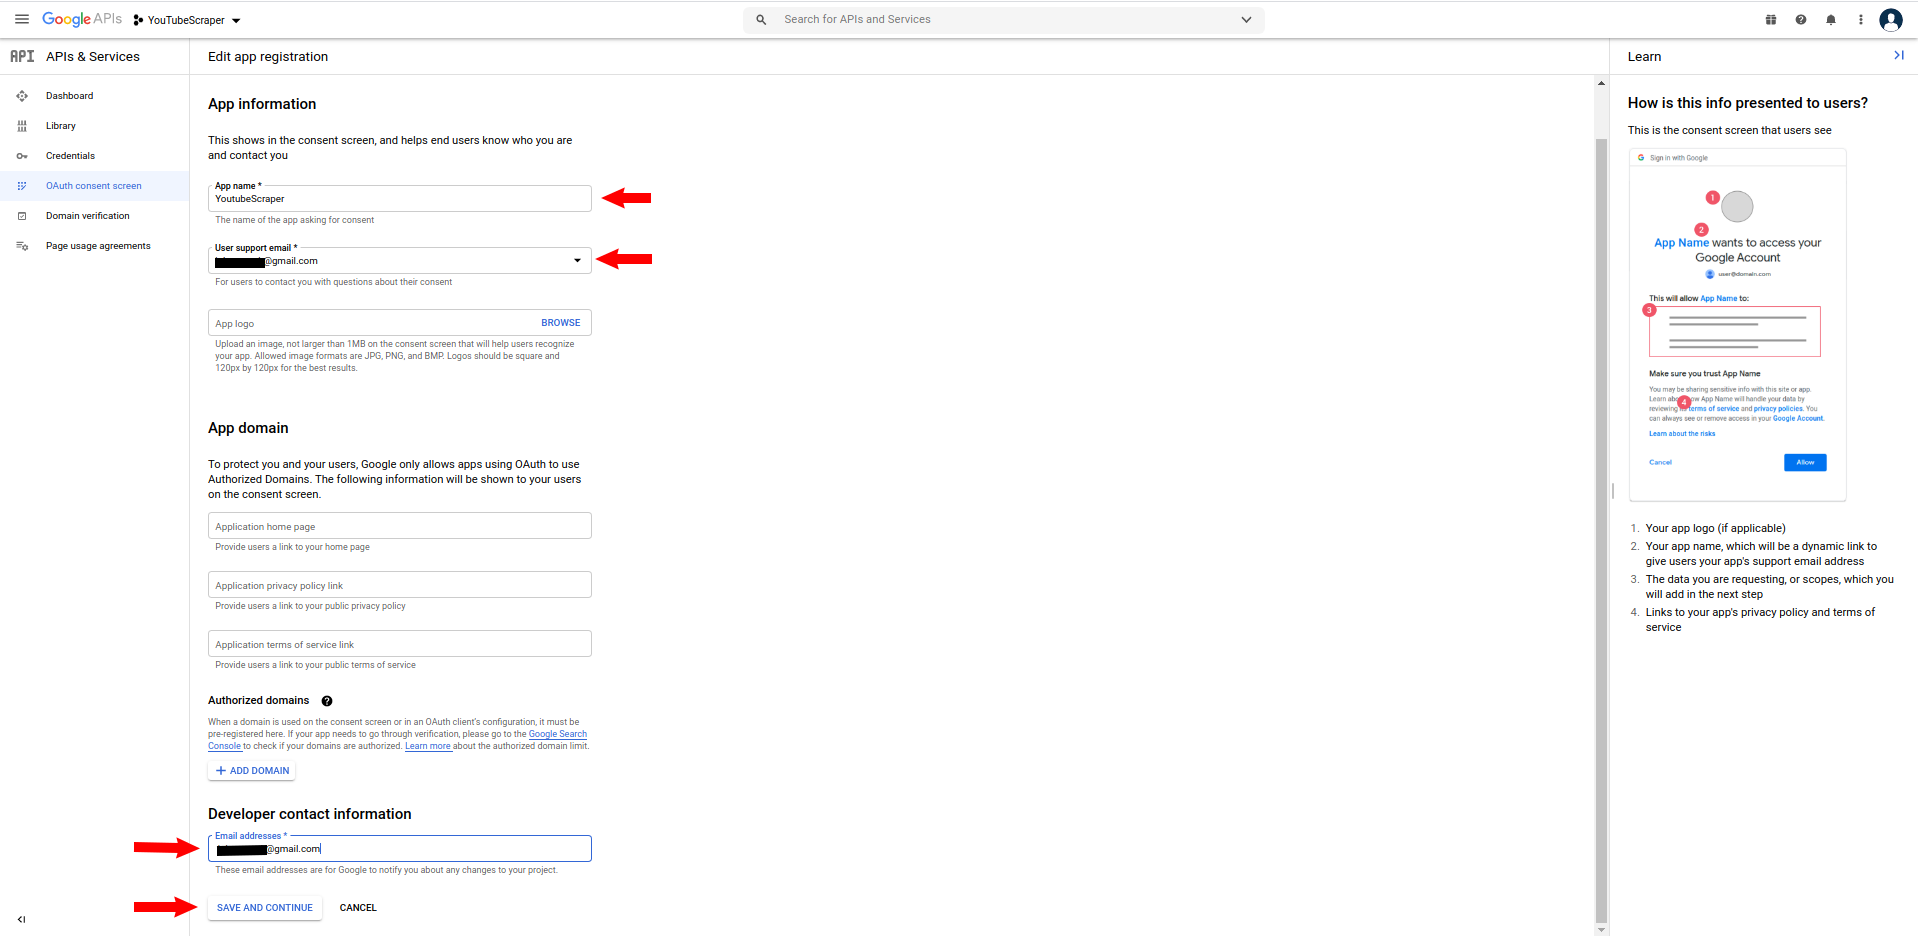 Google APIs
YouTubeScraper
Search for APIs and Services
API APIs & Services
Dashboard
Library
Credentials
OAuth consent screen
Domain verification
Page usage agreements
Edit app registration
App information
This shows in the consent screen, and helps end users know who you are
and contact you
App name *
YoutubeScraper
The name of the app asking for consent
User support email *
@gmail.com
For users to contact you with questions about their consent
App logo
BROWSE
Upload an image, not larger than 1MB on the consent screen that will help users recognize
your app. Allowed image formats are JPG, PNG, and BMP. Logos should be square and
120px by 120px for the best results.
App domain
To protect you and your users, Google only allows apps using OAuth to use
Authorized Domains. The following information will be shown to your users
on the consent screen.
Application home page
Provide users a link to your home page
Application privacy policy link
Provide users a link to your public privacy policy
Application terms of service link
Provide users a link to your public terms of service
Authorized domains
When a domain is used on the consent screen or in an OAuth client's configuration, it must be
pre-registered here. If your app needs to go through verification, please go to the Google Search
Console to check if your domains are authorized. Learn more about the authorized domain limit.
+ ADD DOMAIN
Developer contact information
Email addresses *
@gmail.com
These email addresses are for Google to notify you about any changes to your project.
SAVE AND CONTINUE
CANCEL
Learn
How is this info presented to users?
This is the consent screen that users see
G Sign in with Google
1
2
App Name wants to access your
Google Account
user@domain.com
This will allow App Name to:
3
Make sure you trust App Name
You may be sharing sensitive info with this site or app.
Learn about how App Name will handle your data by
4
reviewing its terms of service and privacy policies. You
can always see or remove access in your Google Account.
Learn about the risks
Cancel
Allow
1. Your app logo (if applicable)
2. Your app name, which will be a dynamic link to
give users your app's support email address
3. The data you are requesting, or scopes, which you
will add in the next step
4. Links to your app's privacy policy and terms of
service